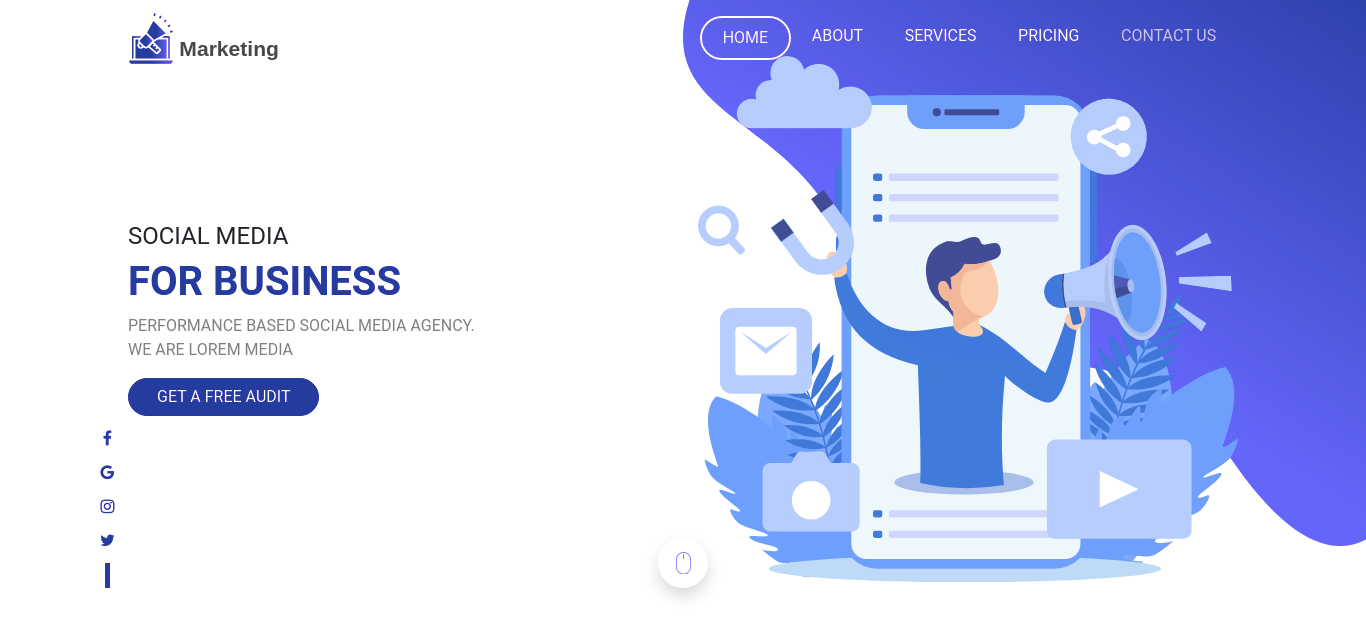 Marketing
HOME
ABOUT
SERVICES
PRICING
CONTACT US
SOCIAL MEDIA
FOR BUSINESS
PERFORMANCE BASED SOCIAL MEDIA AGENCY.
WE ARE LOREM MEDIA
GET A FREE AUDIT